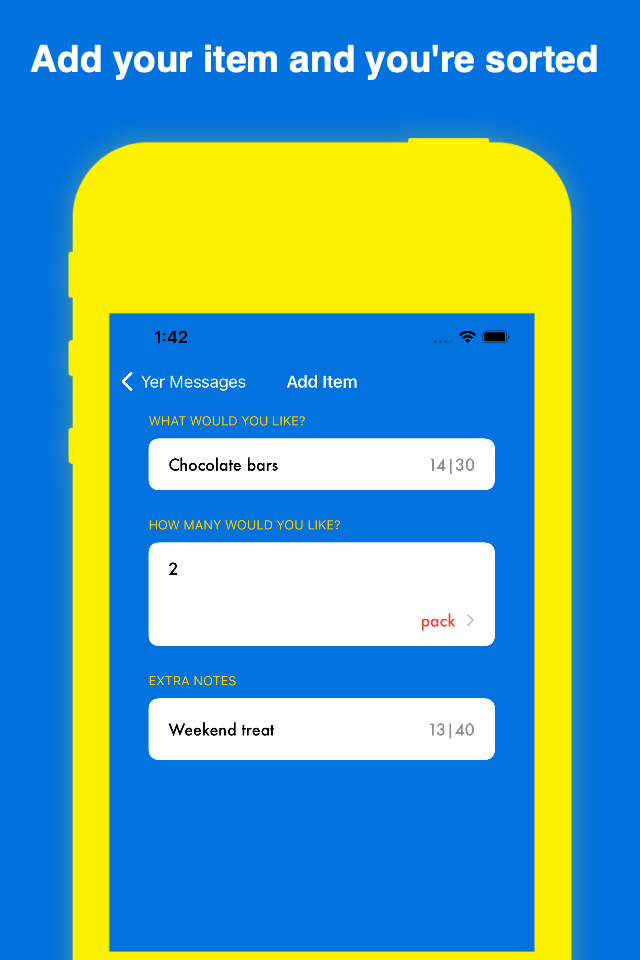 Add your item and you're sorted
1:42
Yer Messages Add Item
WHAT WOULD YOU LIKE?
Chocolate bars 14|30
HOW MANY WOULD YOU LIKE?
2
pack
EXTRA NOTES
Weekend treat 13|40